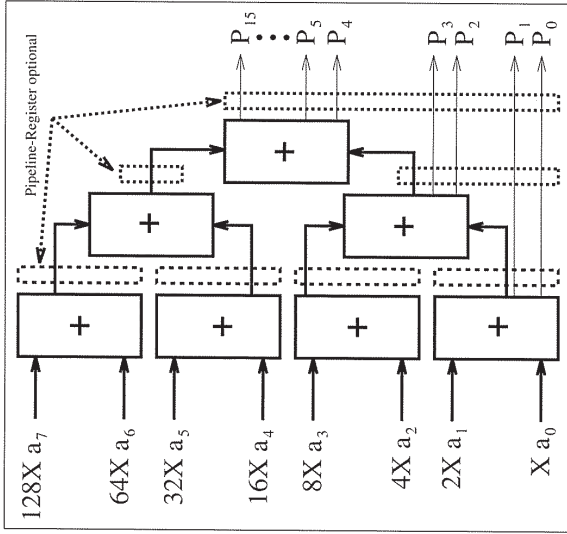 Pipeline-Register optional
128X a₇
64X a₆
32X a₅
16X a₄
8X a₃
4X a₂
2X a₁
X a₀
+
+
+
+
+
+
+
P₁₅
• • • •
P₅
P₄
P₃
P₂
P₁
P₀